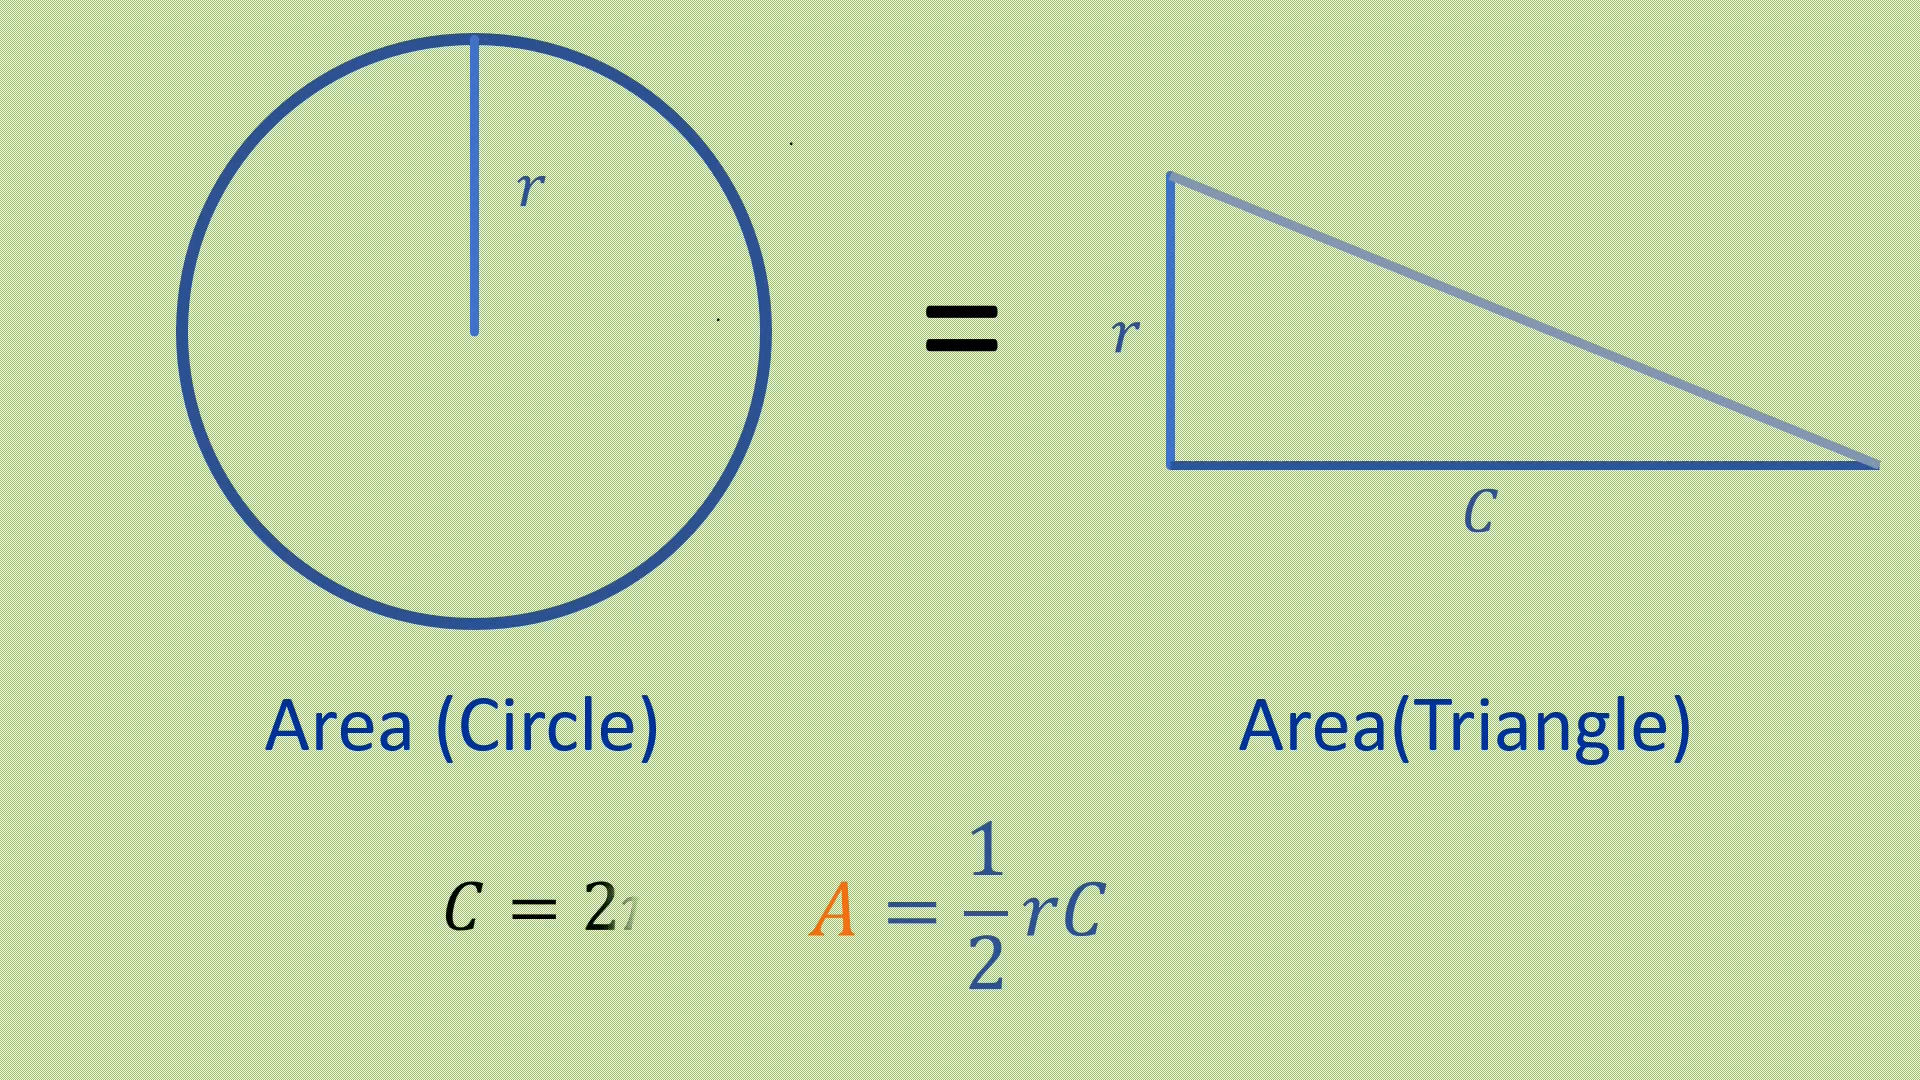 r
r
C
Area (Circle)
Area(Triangle)
C = 2
A = 1/2 rC